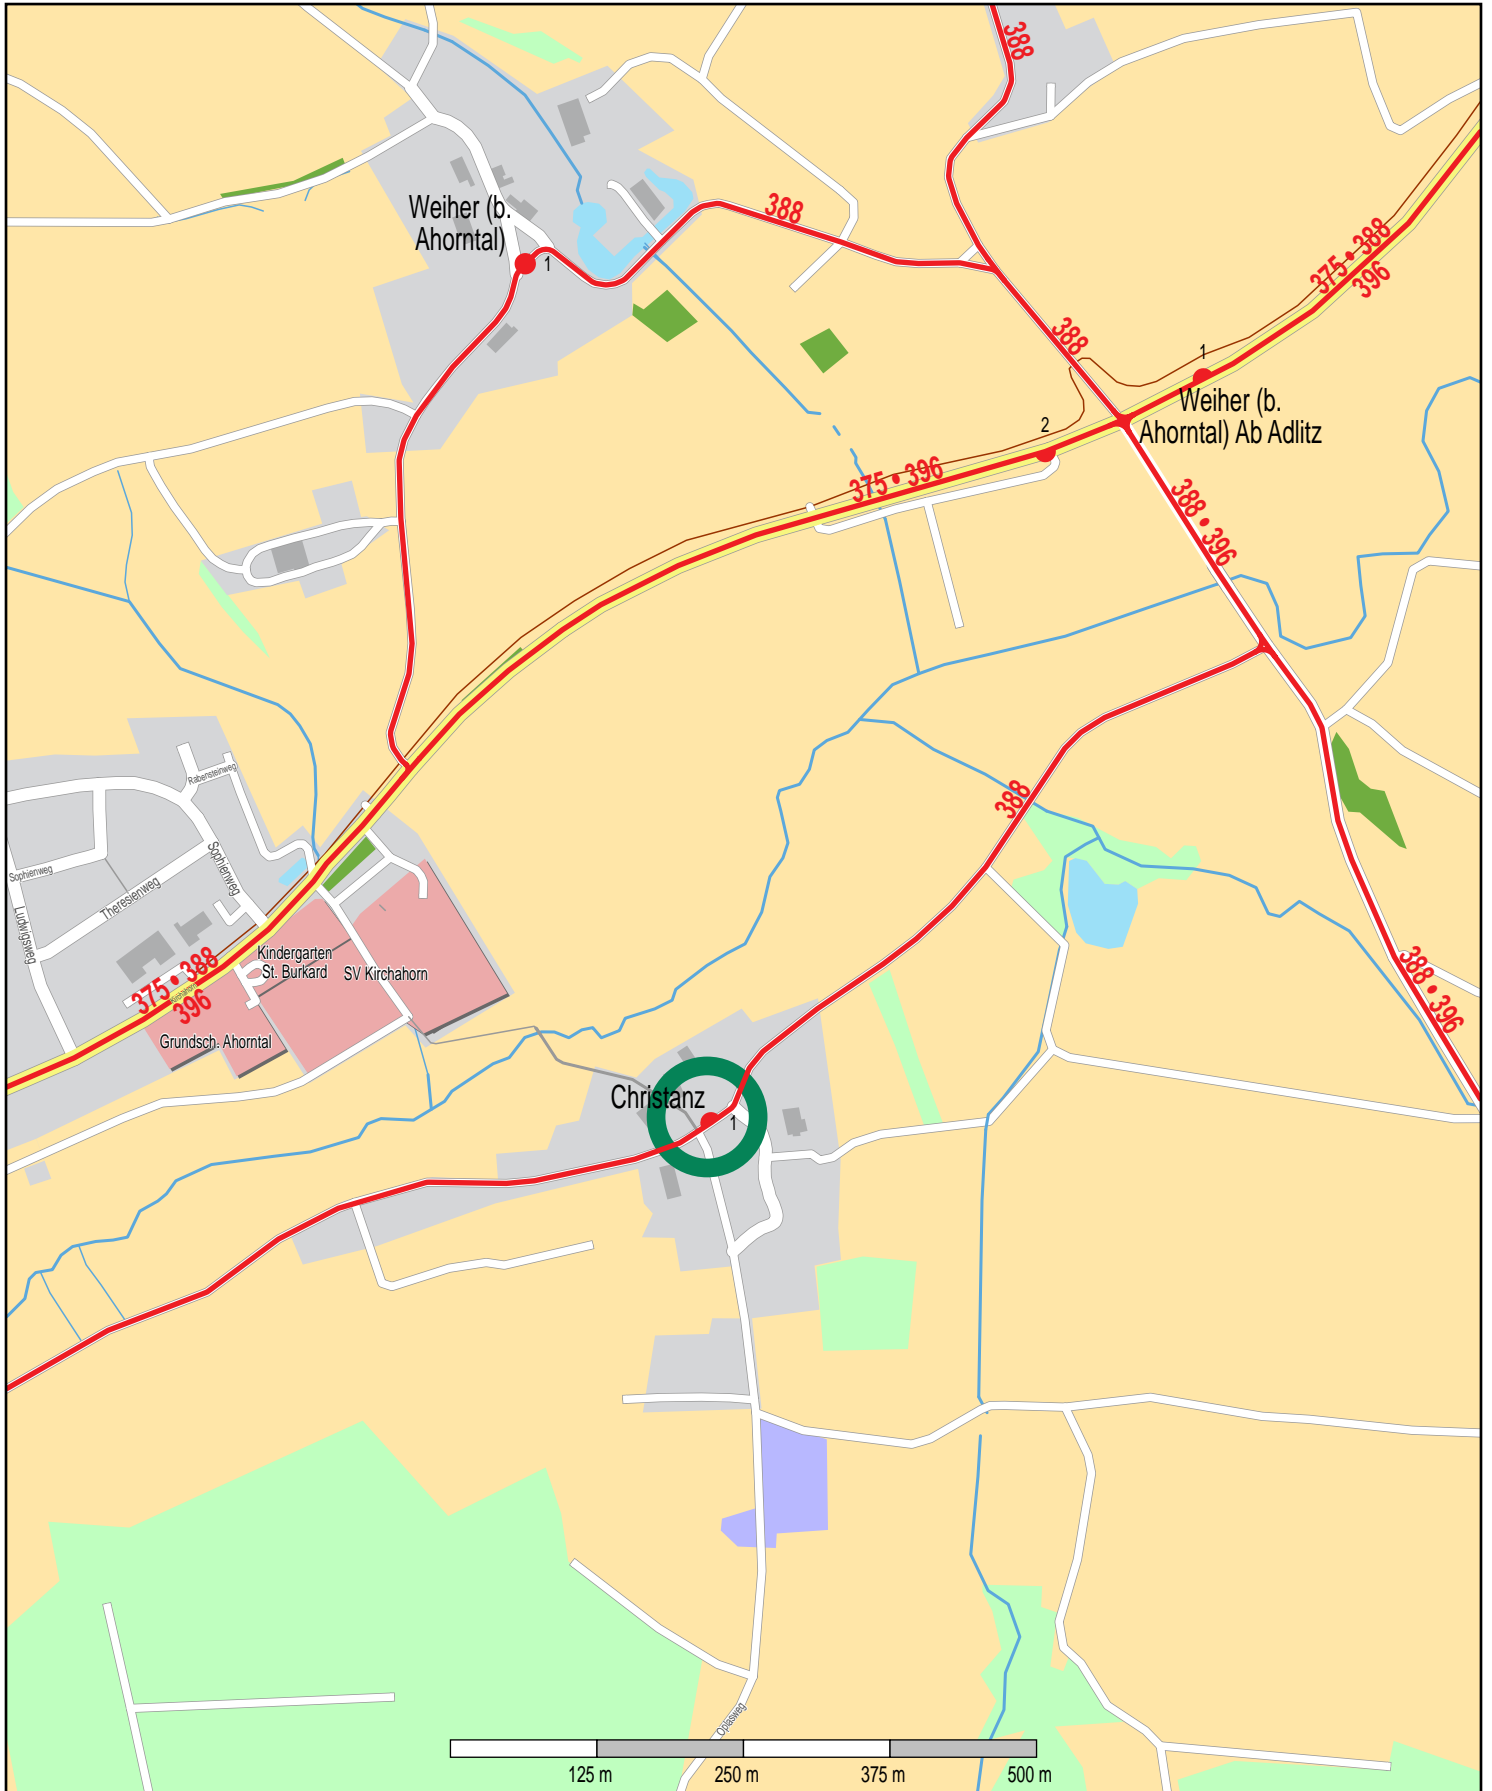 388
Weiher (b.
Ahorntal)
1
388
375 • 388
396
388
1
Weiher (b.
Ahorntal) Ab Adlitz
2
375 • 396
388 • 396
Rabensteinweg
388
Sophienweg
Sophienweg
Theresienweg
Ludwigsweg
Kindergarten
St. Burkard
SV Kirchahorn
375 • 388
396
Kirchahorn
388 • 396
Grundsch. Ahorntal
Christanz
1
Oplasweg
125 m
250 m
375 m
500 m